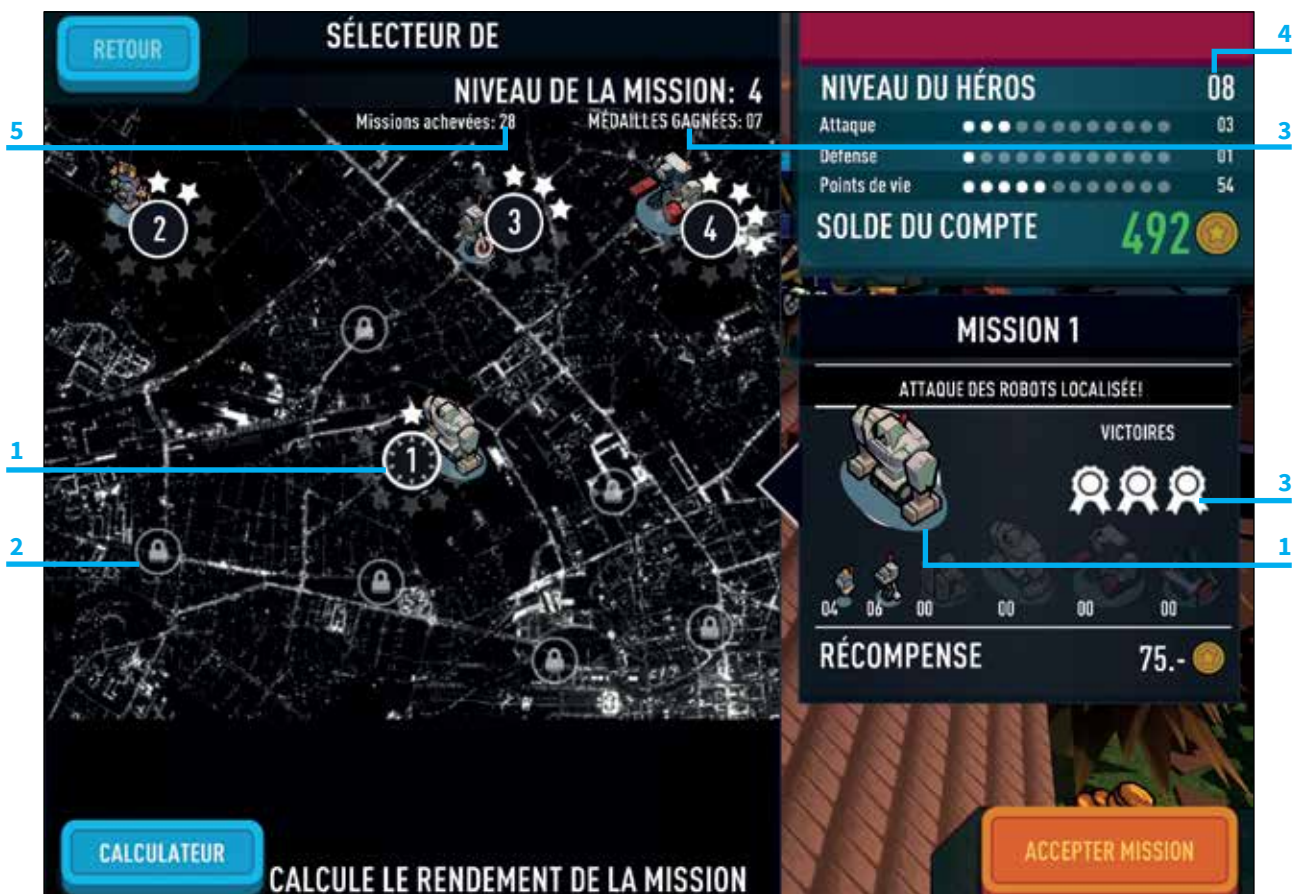 RETOUR
SÉLECTEUR DE
NIVEAU DE LA MISSION: 4
Missions achevées: 28
MÉDAILLES GAGNÉES: 07
5
3
2
3
4
1
1
2
CALCULATEUR
CALCULE LE RENDEMENT DE LA MISSION
4
NIVEAU DU HÉROS 08
Attaque 03
Défense 01
Points de vie 54
SOLDE DU COMPTE 492
MISSION 1
ATTAQUE DES ROBOTS LOCALISÉE!
VICTOIRES
3
1
04 06 00 00 00 00
RÉCOMPENSE 75.-
ACCEPTER MISSION